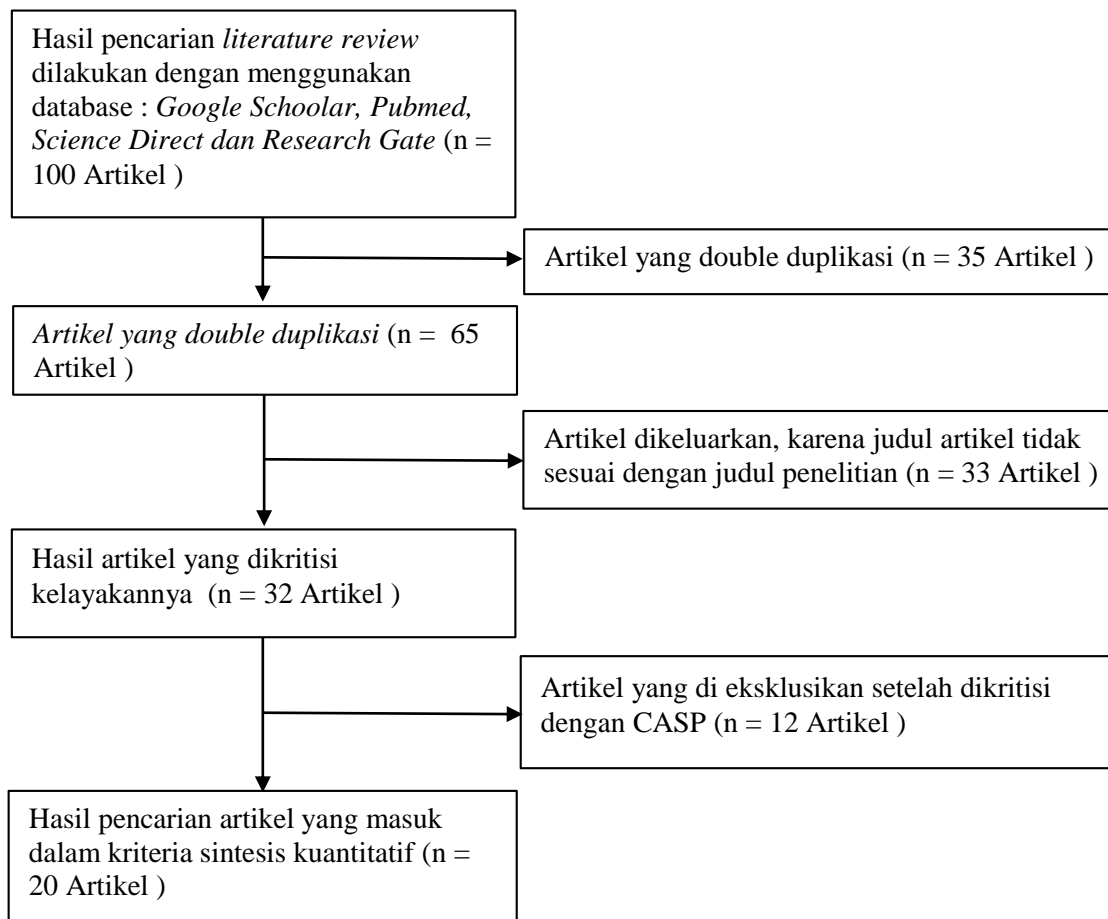 Hasil pencarian literature review
dilakukan dengan menggunakan
database : Google Schoolar, Pubmed,
Science Direct dan Research Gate (n =
100 Artikel )
Artikel yang double duplikasi (n = 35 Artikel )
Artikel yang double duplikasi (n =  65
Artikel )
Artikel dikeluarkan, karena judul artikel tidak
sesuai dengan judul penelitian (n = 33 Artikel )
Hasil artikel yang dikritisi
kelayakannya  (n = 32 Artikel )
Artikel yang di eksklusikan setelah dikritisi
dengan CASP (n = 12 Artikel )
Hasil pencarian artikel yang masuk
dalam kriteria sintesis kuantitatif (n =
20 Artikel )